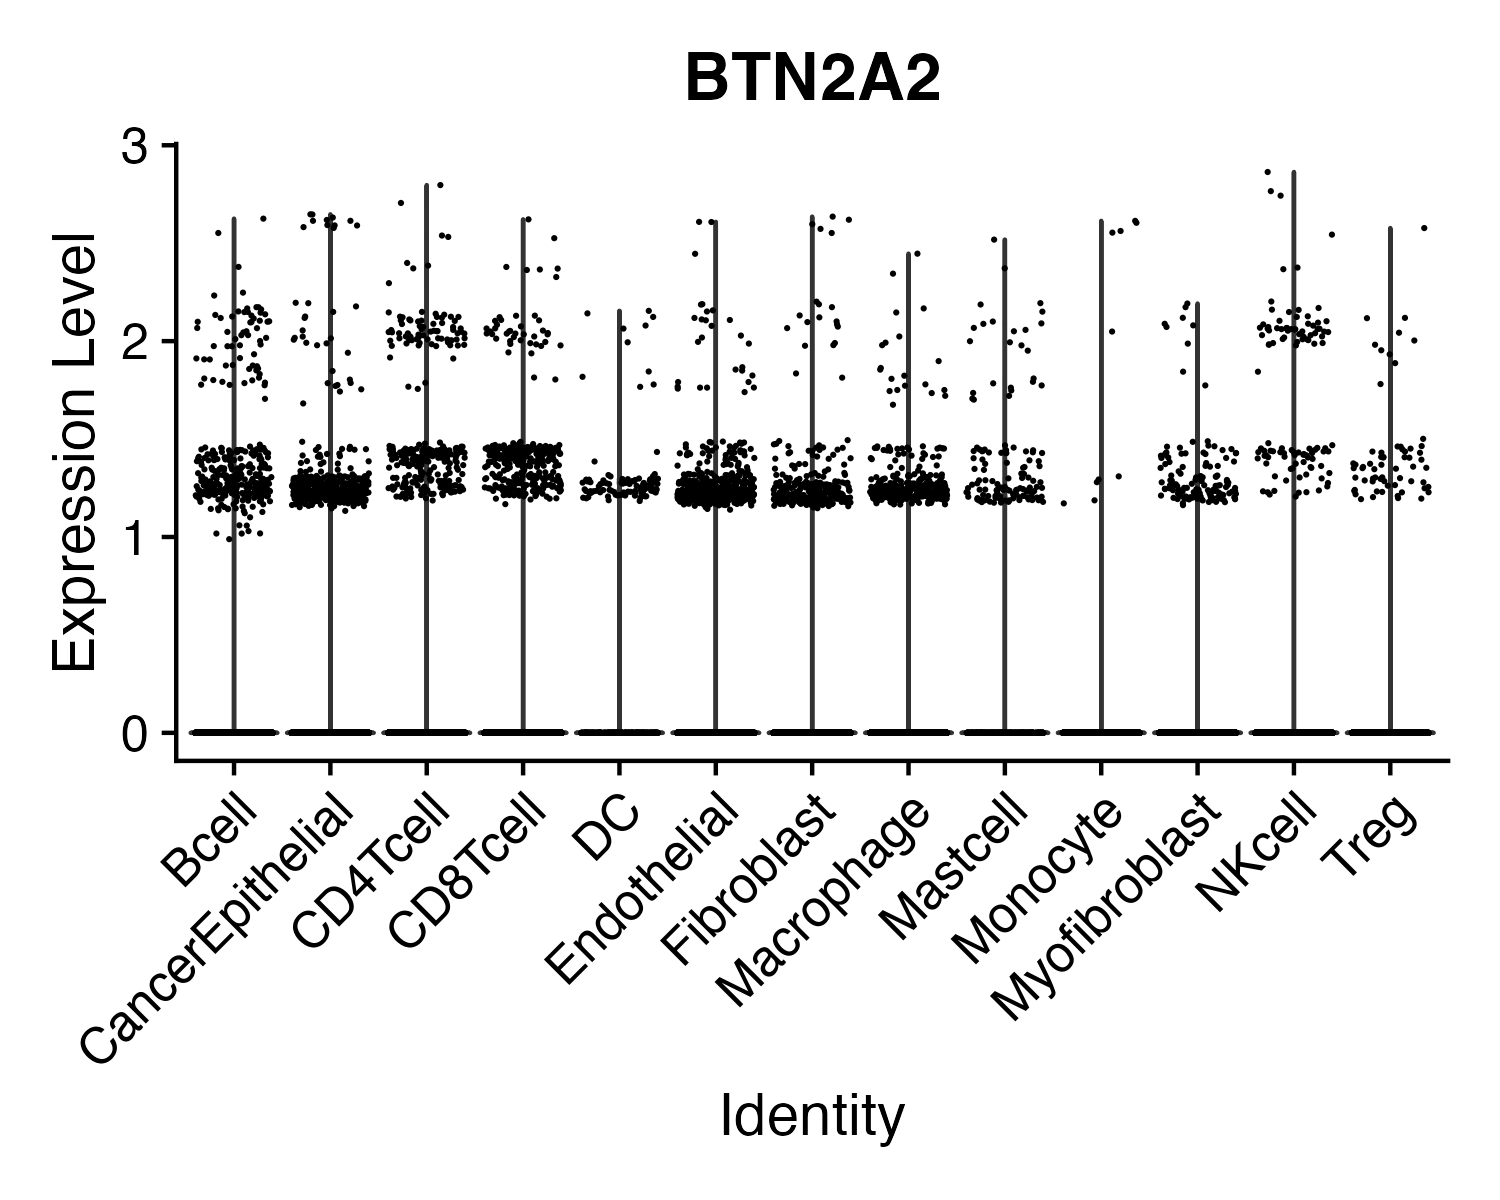 BTN2A2
3
2
1
0
Expression Level
Bcell
CancerEpithelial
CD4Tcell
CD8Tcell
DC
Endothelial
Fibroblast
Macrophage
Mastcell
Monocyte
Myofibroblast
NKcell
Treg
Identity